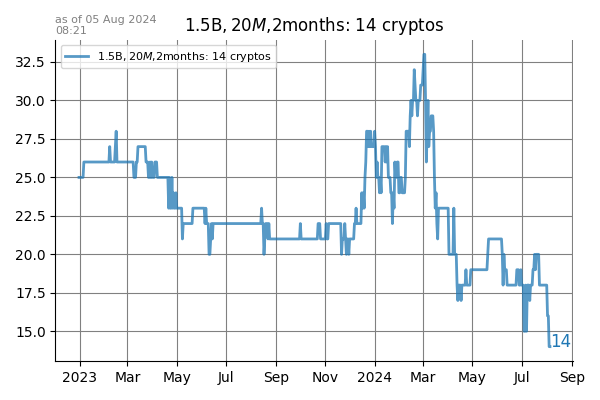 as of 05 Aug 2024
08:21
1.5B, 20M,2months: 14 cryptos
1.5B, 20M,2months: 14 cryptos
32.5
30.0
27.5
25.0
22.5
20.0
17.5
15.0
14
2023 Mar May Jul Sep Nov 2024 Mar May Jul Sep